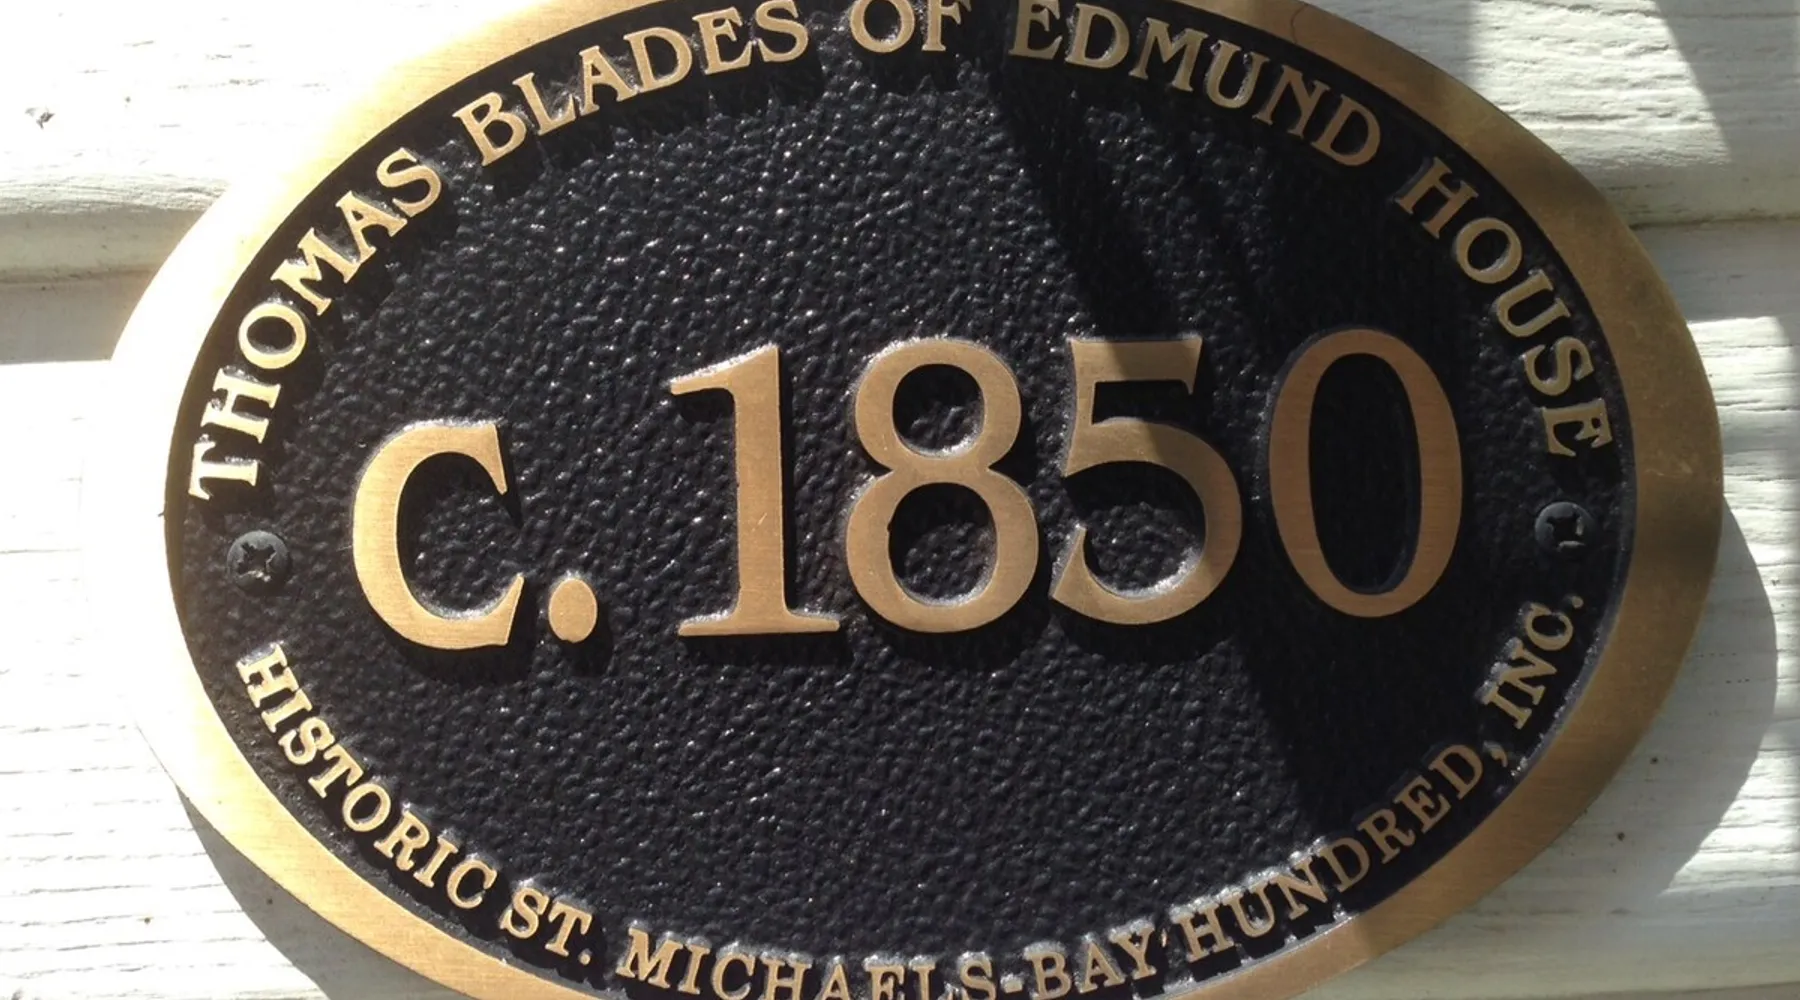 THOMAS BLADES OF EDMUND HOUSE
c. 1850
HISTORIC ST. MICHAELS-BAY HUNDRED, INC.